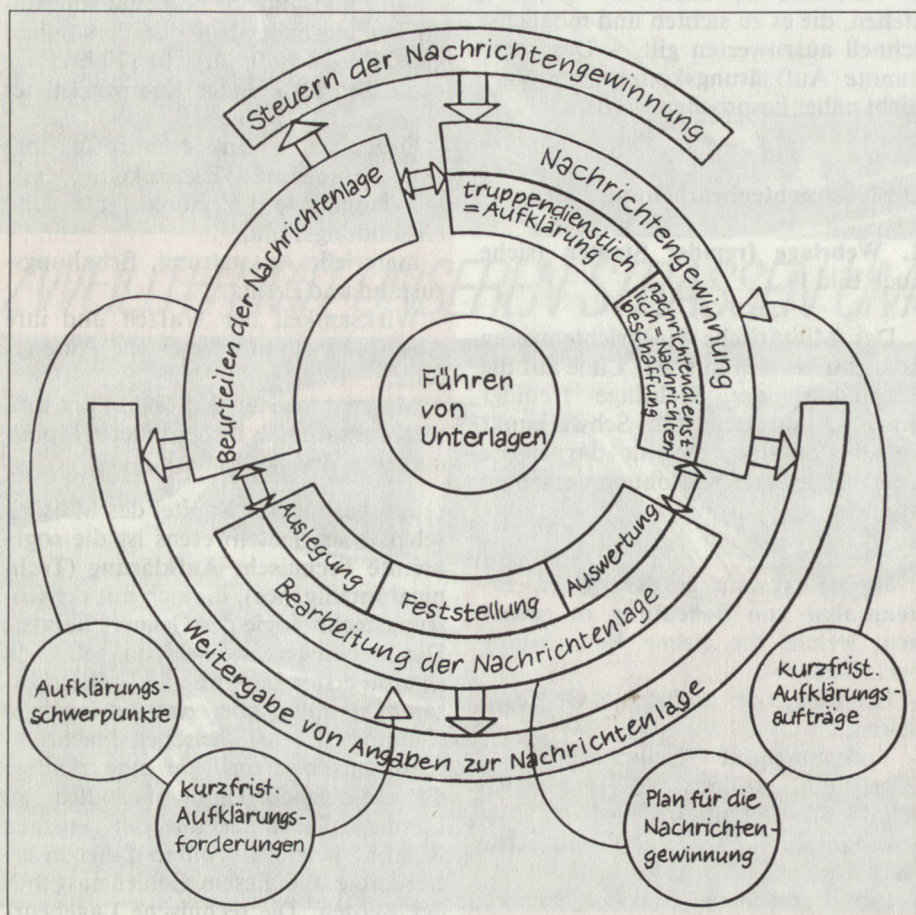 Steuern der Nachrichtengewinnung
Nachrichtengewinnung
truppendienstlich
= Aufklärung
nachrichtendienst-
lich = Nachrichten-
beschaffung
Beurteilen der Nachrichtenlage
Führen
von
Unterlagen
Auslegung
Feststellung
Auswertung
Bearbeitung der Nachrichtenlage
Weitergabe von Angaben zur Nachrichtenlage
Aufklärungs-
schwerpunkte
Kurzfrist.
Aufklärungs-
forderungen
Plan für die
Nachrichten-
gewinnung
Kurzfrist.
Aufklärungs-
aufträge